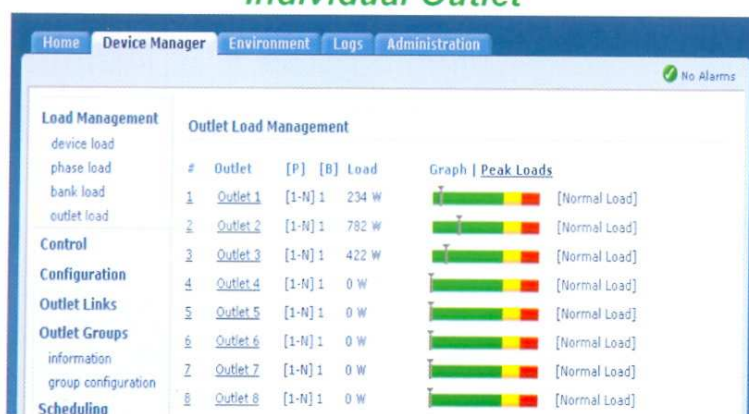 Individual Outlet
Home Device Manager Environment Logs Administration
No Alarms
Load Management
device load
phase load
bank load
outlet load
Control
Configuration
Outlet Links
Outlet Groups
information
group configuration
Scheduling
Outlet Load Management
# Outlet [P] [B] Load Graph | Peak Loads
1 Outlet 1 [1-N] 1 234 W [Normal Load]
2 Outlet 2 [1-N] 1 782 W [Normal Load]
3 Outlet 3 [1-N] 1 422 W [Normal Load]
4 Outlet 4 [1-N] 1 0 W [Normal Load]
5 Outlet 5 [1-N] 1 0 W [Normal Load]
6 Outlet 6 [1-N] 1 0 W [Normal Load]
7 Outlet 7 [1-N] 1 0 W [Normal Load]
8 Outlet 8 [1-N] 1 0 W [Normal Load]